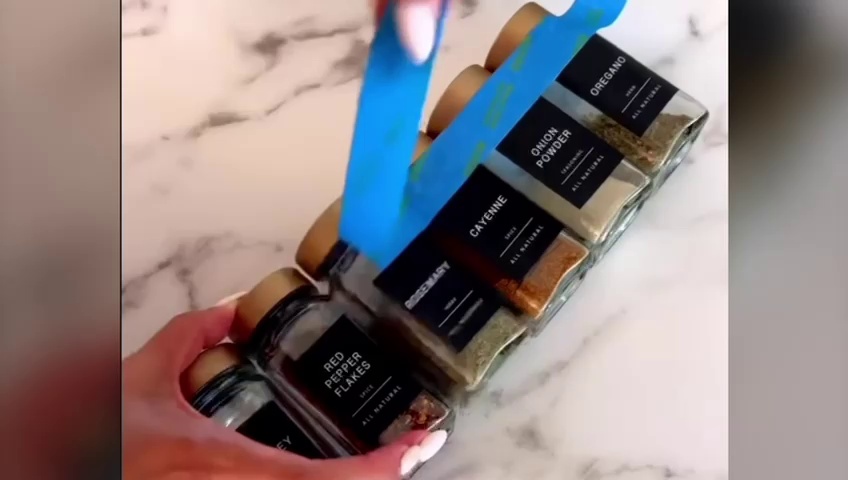 OREGANO
HERB
ALL NATURAL
ONION
POWDER
SEASONING
ALL NATURAL
CAYENNE
SPICE
ALL NATURAL
ROSEMARY
HERB
RED
PEPPER
FLAKES
SPICE
ALL NATURAL
EY